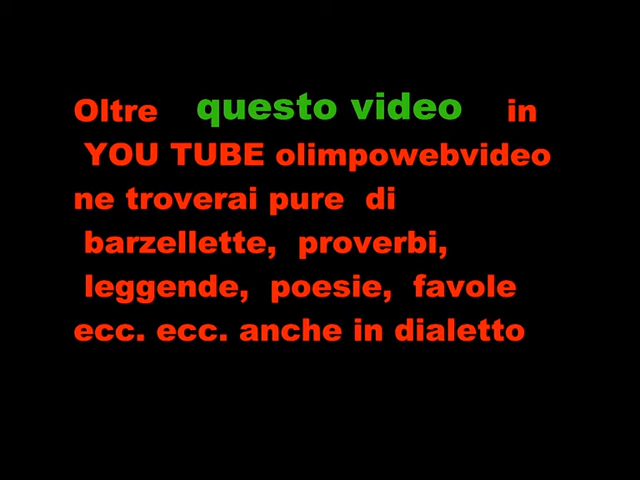 Oltre questo video in
YOU TUBE olimpowebvideo
ne troverai pure di
barzellette, proverbi,
leggende, poesie, favole
ecc. ecc. anche in dialetto